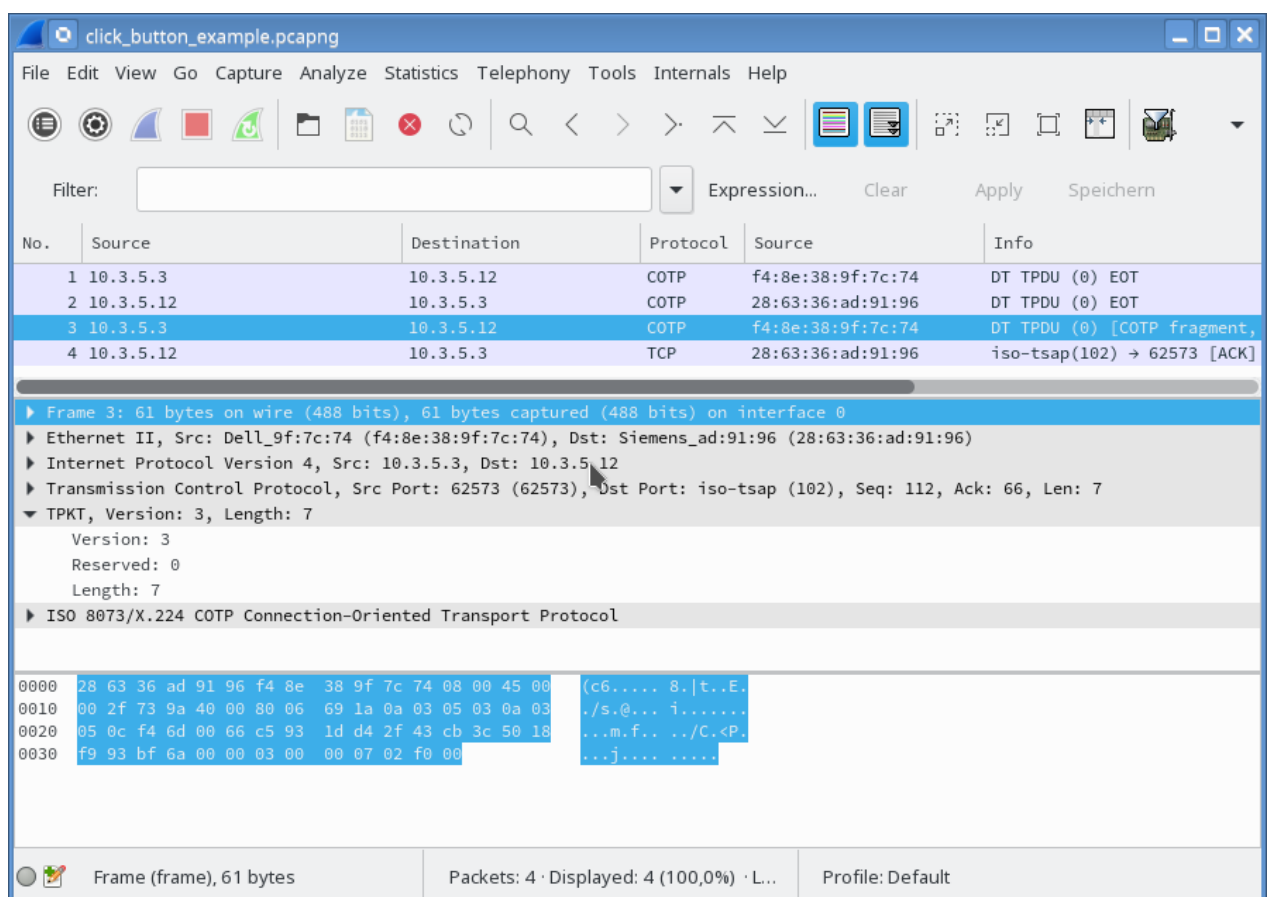 click_button_example.pcapng
File Edit View Go Capture Analyze Statistics Telephony Tools Internals Help
Filter: Expression... Clear Apply Speichern
No. Source Destination Protocol Source Info
1 10.3.5.3 10.3.5.12 COTP f4:8e:38:9f:7c:74 DT TPDU (0) EOT
2 10.3.5.12 10.3.5.3 COTP 28:63:36:ad:91:96 DT TPDU (0) EOT
3 10.3.5.3 10.3.5.12 COTP f4:8e:38:9f:7c:74 DT TPDU (0) [COTP fragment,
4 10.3.5.12 10.3.5.3 TCP 28:63:36:ad:91:96 iso-tsap(102) → 62573 [ACK]
Frame 3: 61 bytes on wire (488 bits), 61 bytes captured (488 bits) on interface 0
Ethernet II, Src: Dell_9f:7c:74 (f4:8e:38:9f:7c:74), Dst: Siemens_ad:91:96 (28:63:36:ad:91:96)
Internet Protocol Version 4, Src: 10.3.5.3, Dst: 10.3.5.12
Transmission Control Protocol, Src Port: 62573 (62573), Dst Port: iso-tsap (102), Seq: 112, Ack: 66, Len: 7
TPKT, Version: 3, Length: 7
Version: 3
Reserved: 0
Length: 7
ISO 8073/X.224 COTP Connection-Oriented Transport Protocol
0000 28 63 36 ad 91 96 f4 8e 38 9f 7c 74 08 00 45 00 (c6..... 8.|t..E.
0010 00 2f 73 9a 40 00 80 06 69 1a 0a 03 05 03 0a 03 ./s.@... i.......
0020 05 0c f4 6d 00 66 c5 93 1d d4 2f 43 cb 3c 50 18 ...m.f.. ../C.<P.
0030 f9 93 bf 6a 00 00 03 00 00 07 02 f0 00 ...j.... .....
Frame (frame), 61 bytes Packets: 4 · Displayed: 4 (100,0%) · L... Profile: Default